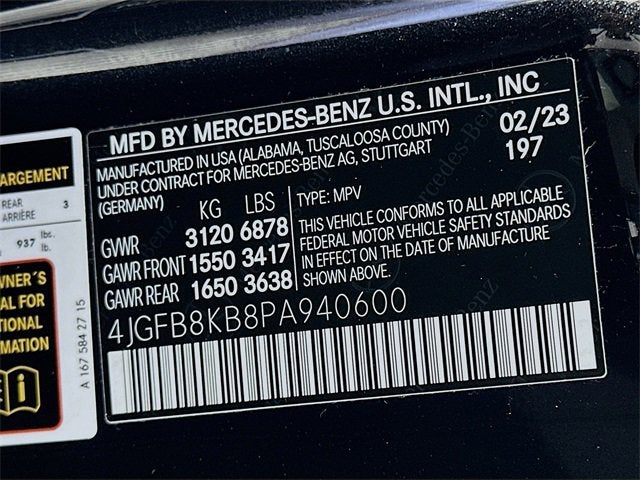 MFD BY MERCEDES-BENZ U.S. INTL., INC
MANUFACTURED IN USA (ALABAMA, TUSCALOOSA COUNTY) 02/23
UNDER CONTRACT FOR MERCEDES-BENZ AG, STUTTGART 197
(GERMANY)
KG LBS TYPE: MPV
GVWR 3120 6878
GAWR FRONT 1550 3417
GAWR REAR 1650 3638
THIS VEHICLE CONFORMS TO ALL APPLICABLE
FEDERAL MOTOR VEHICLE SAFETY STANDARDS
IN EFFECT ON THE DATE OF MANUFACTURE
SHOWN ABOVE.
4JGFB8KB8PA940600
ARGEMENT
REAR 3
ARRIÈRE
937 lbs.
lb.
WNER´S
AL FOR
TIONAL
RMATION
i
A 167 584 27 15